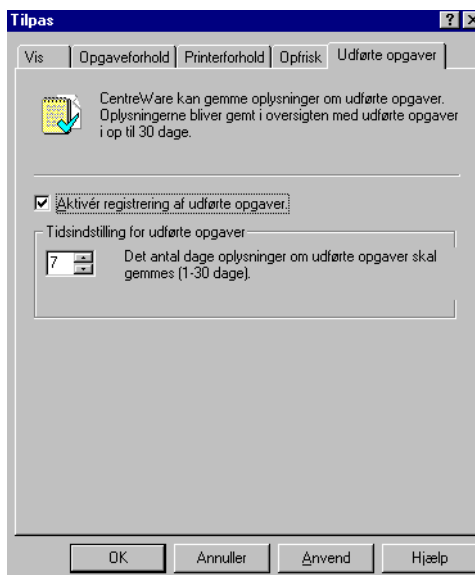 Tilpas
Vis Opgaveforhold Printerforhold Opfrisk Udførte opgaver
CentreWare kan gemme oplysninger om udførte opgaver.
Oplysningerne bliver gemt i oversigten med udførte opgaver
i op til 30 dage.
Aktivér registrering af udførte opgaver.
Tidsindstilling for udførte opgaver
7 Det antal dage oplysninger om udførte opgaver skal
gemmes (1-30 dage).
OK Annuller Anvend Hjælp